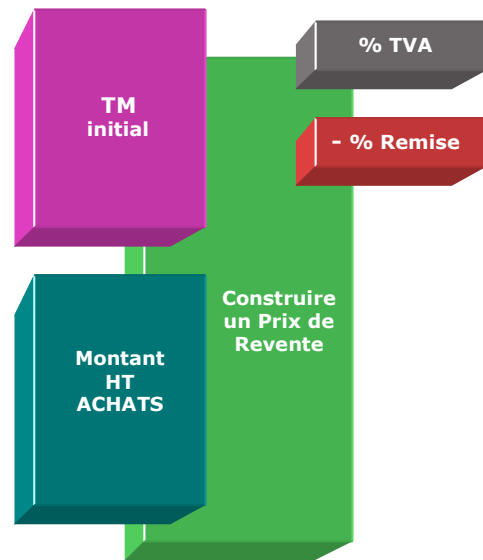 TM
initial
% TVA
- % Remise
Construire
un Prix de
Revente
Montant
HT
ACHATS